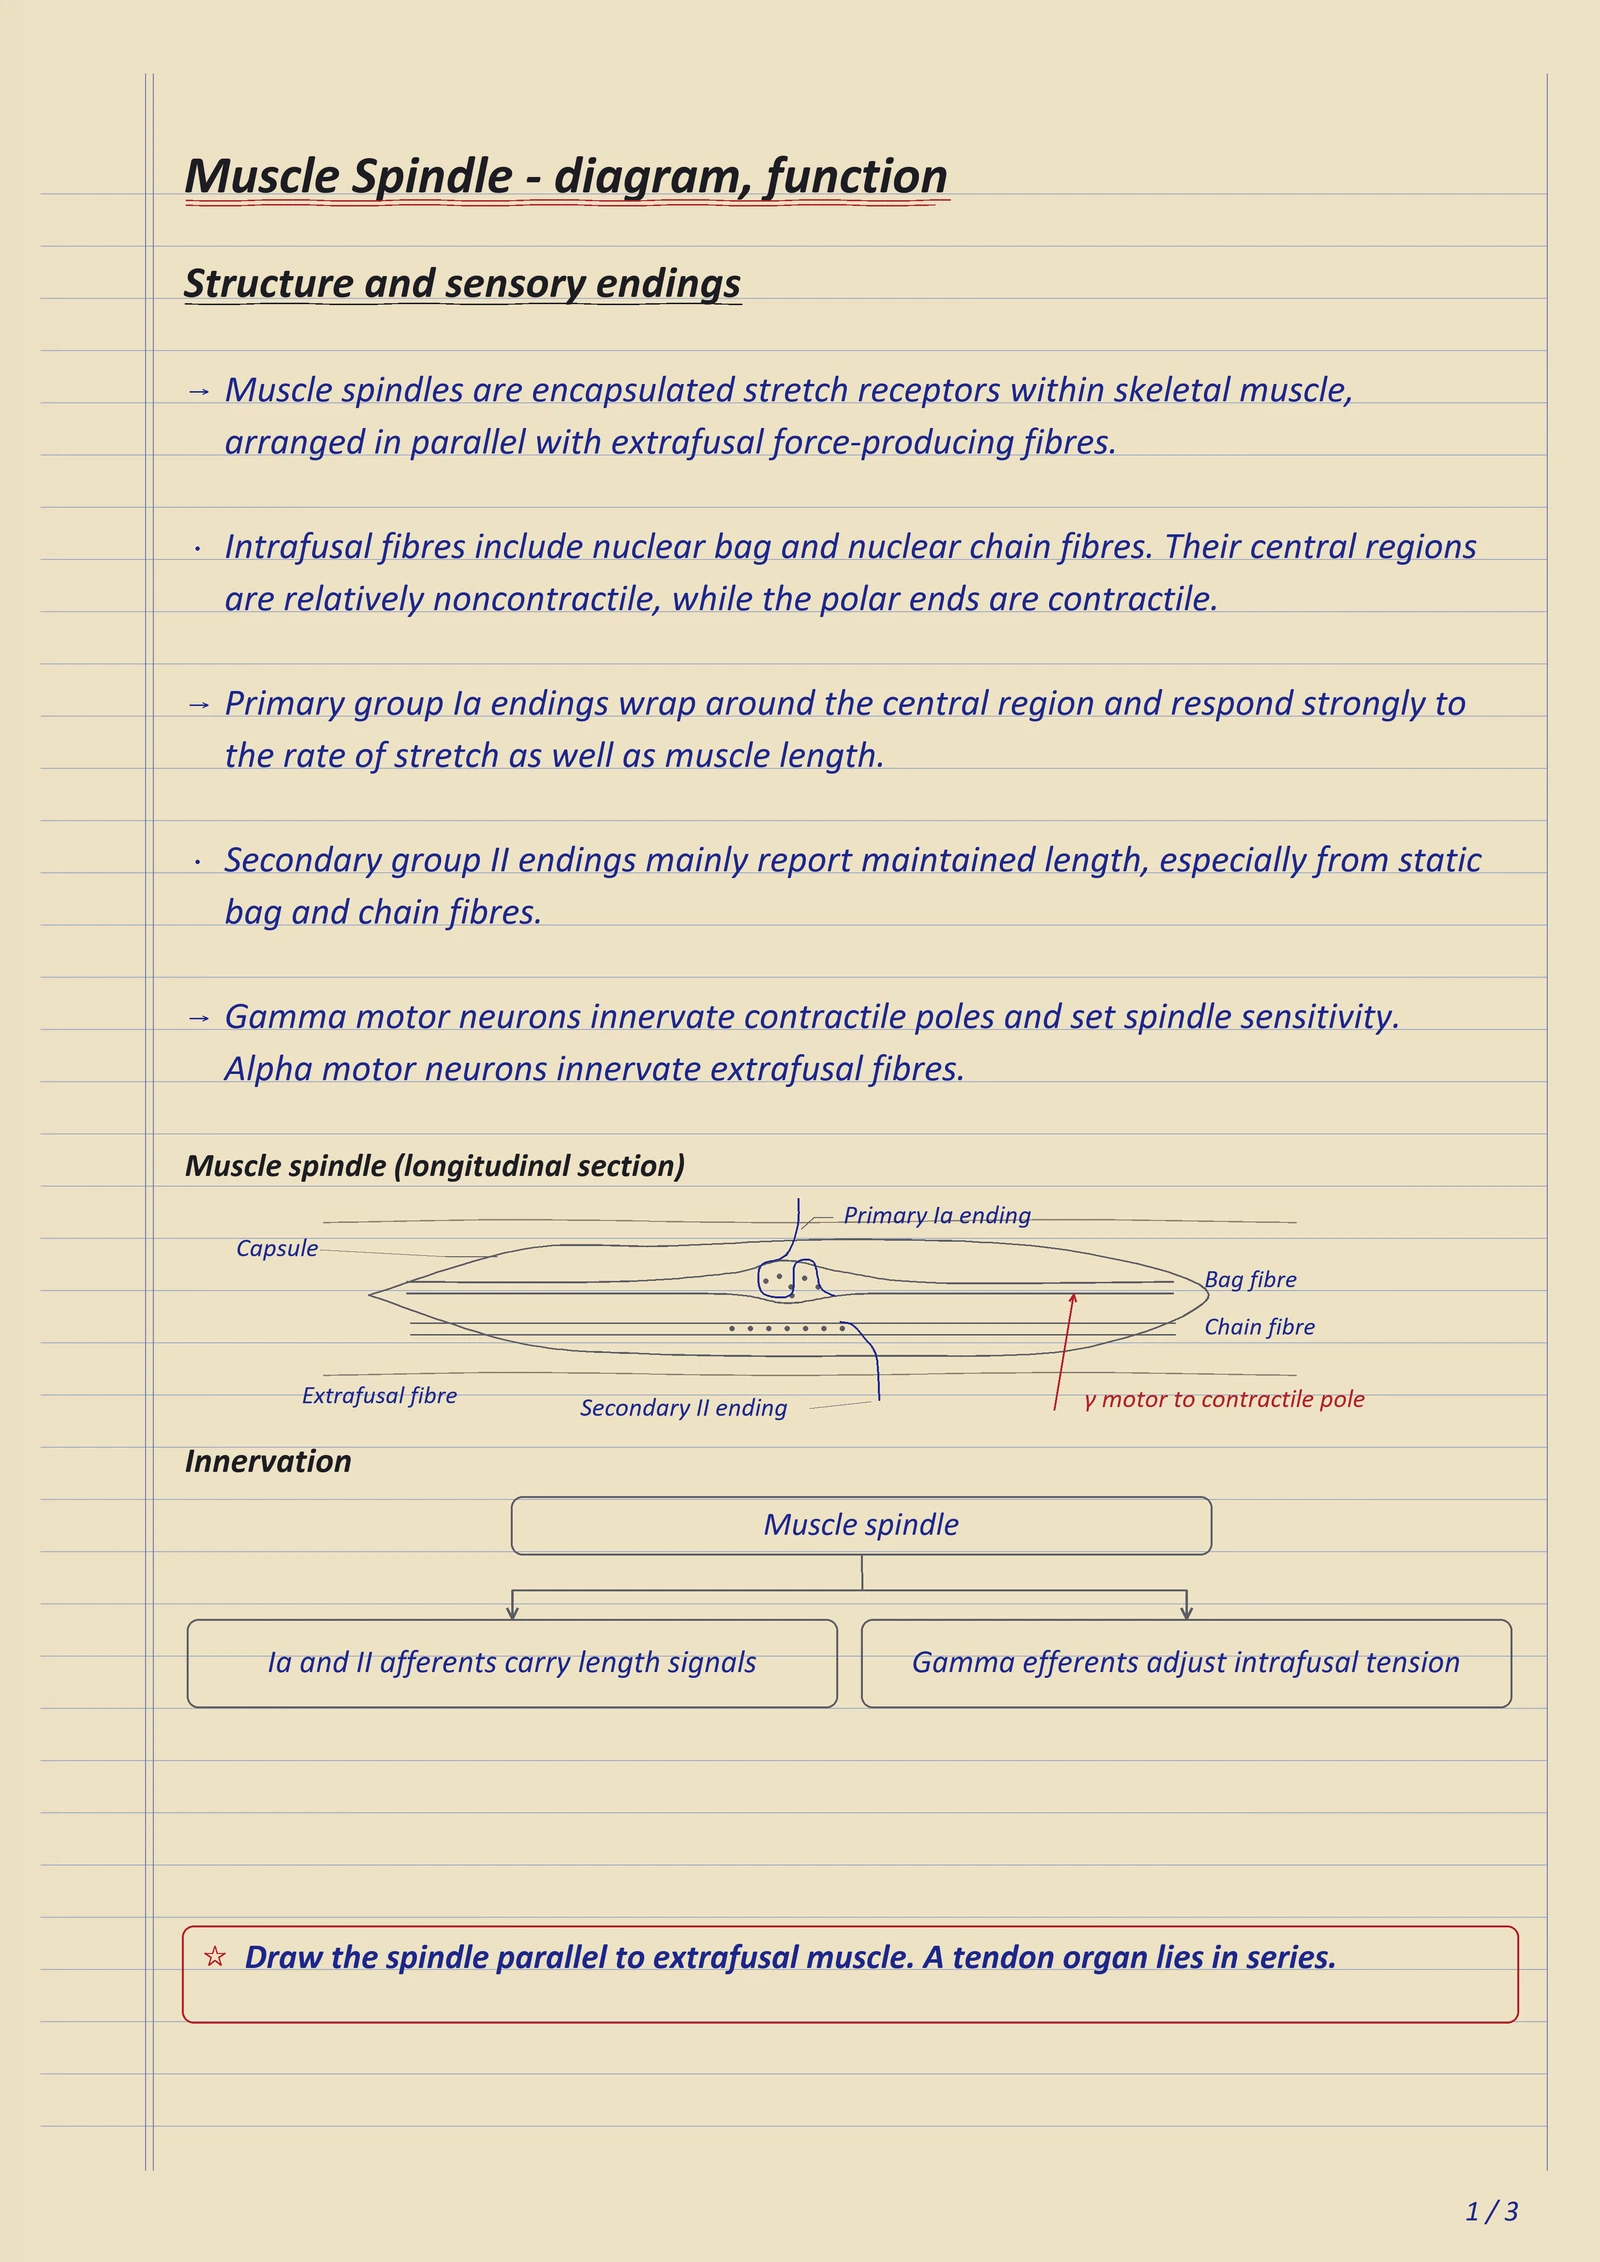 Muscle Spindle - diagram, function
Structure and sensory endings
→ Muscle spindles are encapsulated stretch receptors within skeletal muscle,
arranged in parallel with extrafusal force-producing fibres.
· Intrafusal fibres include nuclear bag and nuclear chain fibres. Their central regions
are relatively noncontractile, while the polar ends are contractile.
→ Primary group Ia endings wrap around the central region and respond strongly to
the rate of stretch as well as muscle length.
· Secondary group II endings mainly report maintained length, especially from static
bag and chain fibres.
→ Gamma motor neurons innervate contractile poles and set spindle sensitivity.
Alpha motor neurons innervate extrafusal fibres.
Muscle spindle (longitudinal section)
Primary Ia ending
Capsule
Bag fibre
Chain fibre
Extrafusal fibre
Secondary II ending
γ motor to contractile pole
Innervation
Muscle spindle
Ia and II afferents carry length signals
Gamma efferents adjust intrafusal tension
☆ Draw the spindle parallel to extrafusal muscle. A tendon organ lies in series.
1 / 3